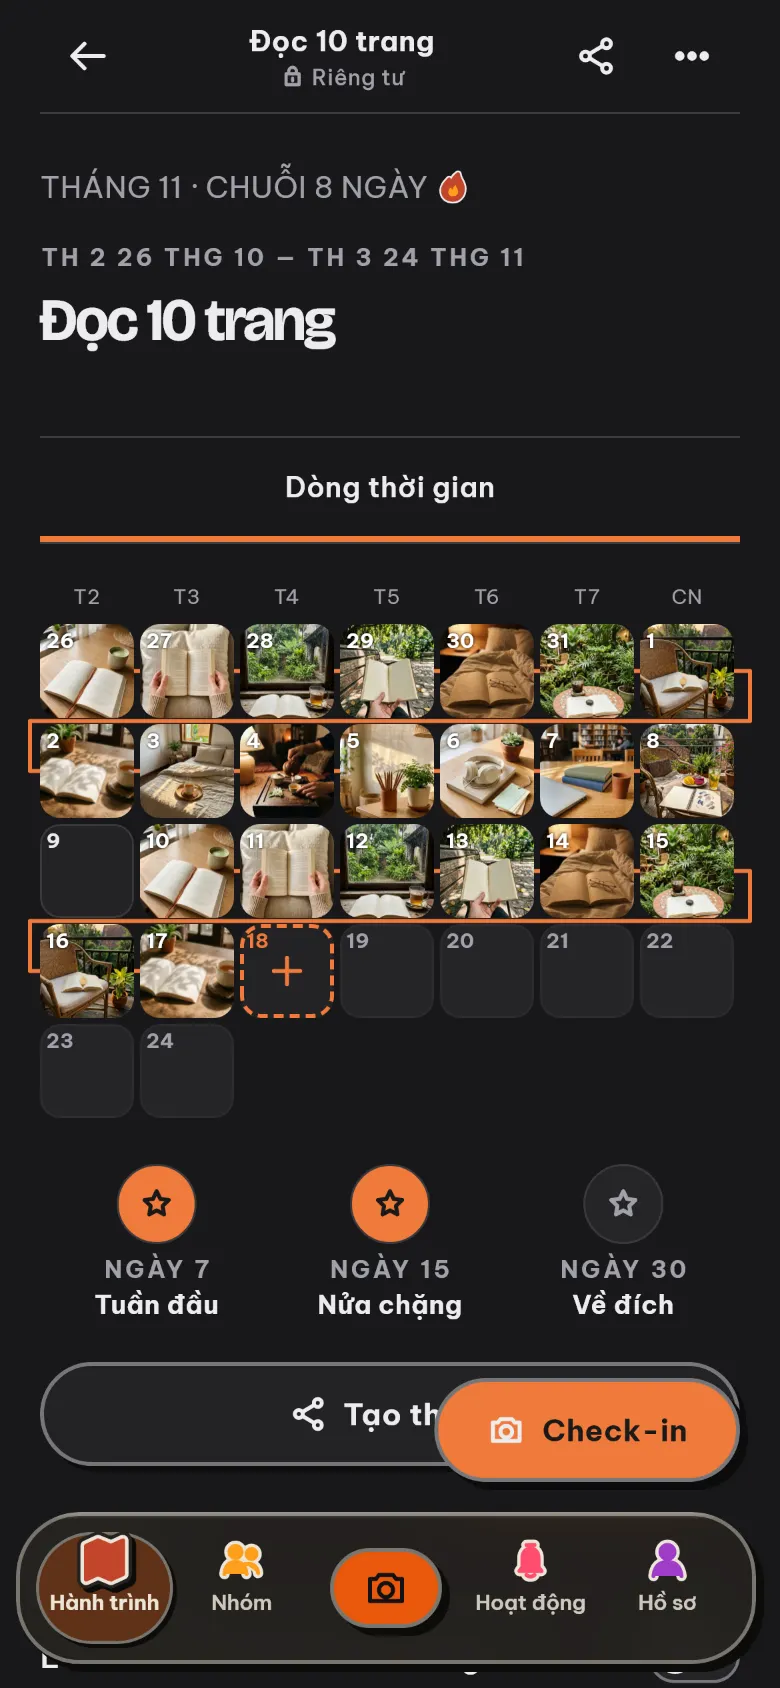 Đọc 10 trang
Riêng tư
THÁNG 11 · CHUỖI 8 NGÀY
TH 2 26 THG 10 – TH 3 24 THG 11
Đọc 10 trang
Dòng thời gian
T2 T3 T4 T5 T6 T7 CN
26 27 28 29 30 31 1
2 3 4 5 6 7 8
9 10 11 12 13 14 15
16 17 18 19 20 21 22
23 24
NGÀY 7 NGÀY 15 NGÀY 30
Tuần đầu Nửa chặng Về đích
Tạo
Check-in
Hành trình Nhóm Hoạt động Hồ sơ